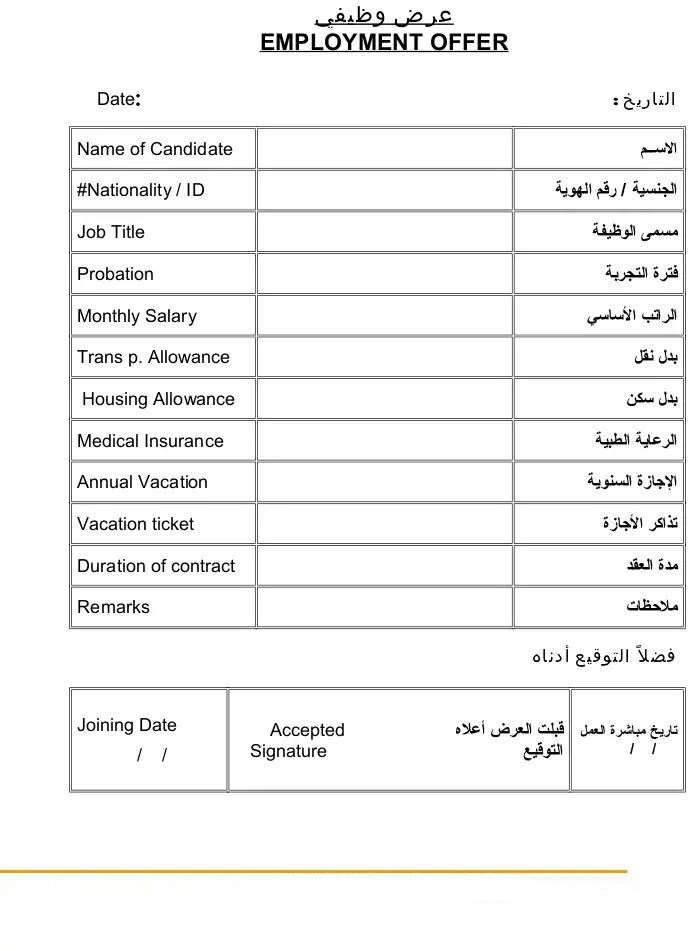 عرض وظيفي
EMPLOYMENT OFFER
Date: التاريخ :
Name of Candidate الاسـم
#Nationality / ID الجنسية / رقم الهوية
Job Title مسمى الوظيفة
Probation فترة التجربة
Monthly Salary الراتب الأساسي
Trans p. Allowance بدل نقل
Housing Allowance بدل سكن
Medical Insurance الرعاية الطبية
Annual Vacation الإجازة السنوية
Vacation ticket تذاكر الأجازة
Duration of contract مدة العقد
Remarks ملاحظات
فضلاً التوقيع أدناه
Joining Date Accepted قبلت العرض أعلاه تاريخ مباشرة العمل
/ / Signature التوقيع / /